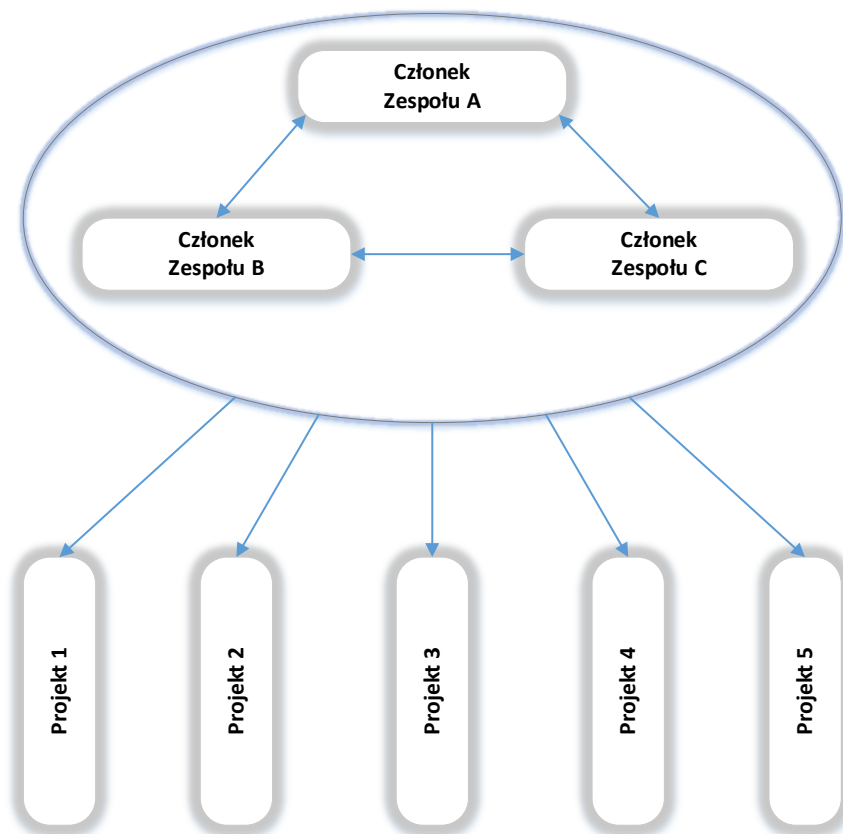 Członek
Zespołu A
Członek
Zespołu B
Członek
Zespołu C
Projekt 1
Projekt 2
Projekt 3
Projekt 4
Projekt 5